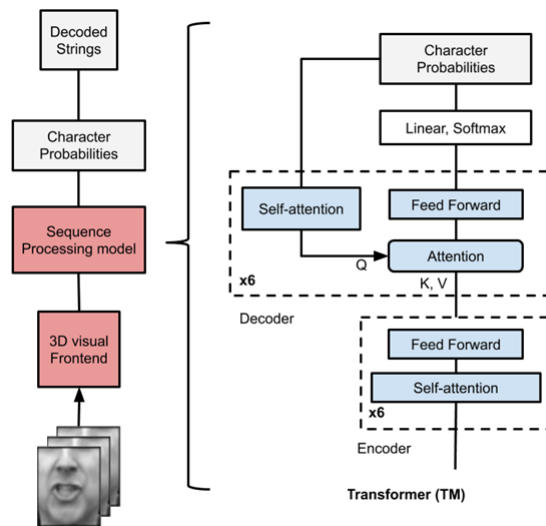 Decoded
Strings
Character
Probabilities
Sequence
Processing model
3D visual
Frontend
Character
Probabilities
Linear, Softmax
Self-attention
Feed Forward
Attention
Q
K, V
x6
Decoder
Feed Forward
Self-attention
x6
Encoder
Transformer (TM)